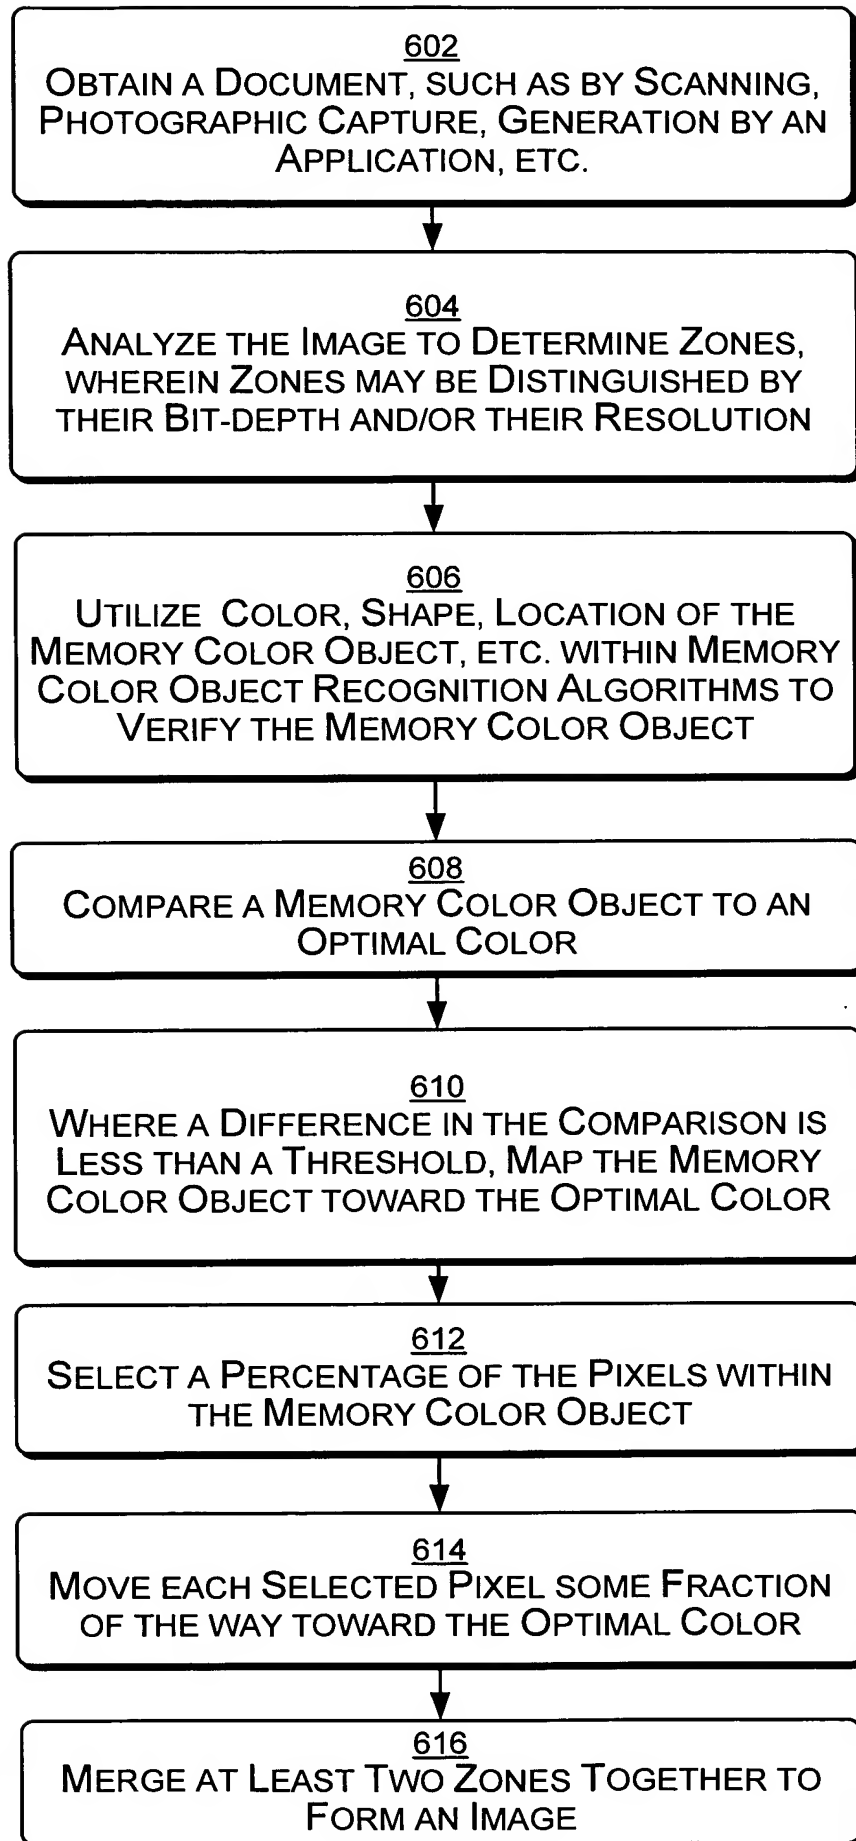 602
OBTAIN A DOCUMENT, SUCH AS BY SCANNING,
PHOTOGRAPHIC CAPTURE, GENERATION BY AN
APPLICATION, ETC.
604
ANALYZE THE IMAGE TO DETERMINE ZONES,
WHEREIN ZONES MAY BE DISTINGUISHED BY
THEIR BIT-DEPTH AND/OR THEIR RESOLUTION
606
UTILIZE COLOR, SHAPE, LOCATION OF THE
MEMORY COLOR OBJECT, ETC. WITHIN MEMORY
COLOR OBJECT RECOGNITION ALGORITHMS TO
VERIFY THE MEMORY COLOR OBJECT
608
COMPARE A MEMORY COLOR OBJECT TO AN
OPTIMAL COLOR
610
WHERE A DIFFERENCE IN THE COMPARISON IS
LESS THAN A THRESHOLD, MAP THE MEMORY
COLOR OBJECT TOWARD THE OPTIMAL COLOR
612
SELECT A PERCENTAGE OF THE PIXELS WITHIN
THE MEMORY COLOR OBJECT
614
MOVE EACH SELECTED PIXEL SOME FRACTION
OF THE WAY TOWARD THE OPTIMAL COLOR
616
MERGE AT LEAST TWO ZONES TOGETHER TO
FORM AN IMAGE